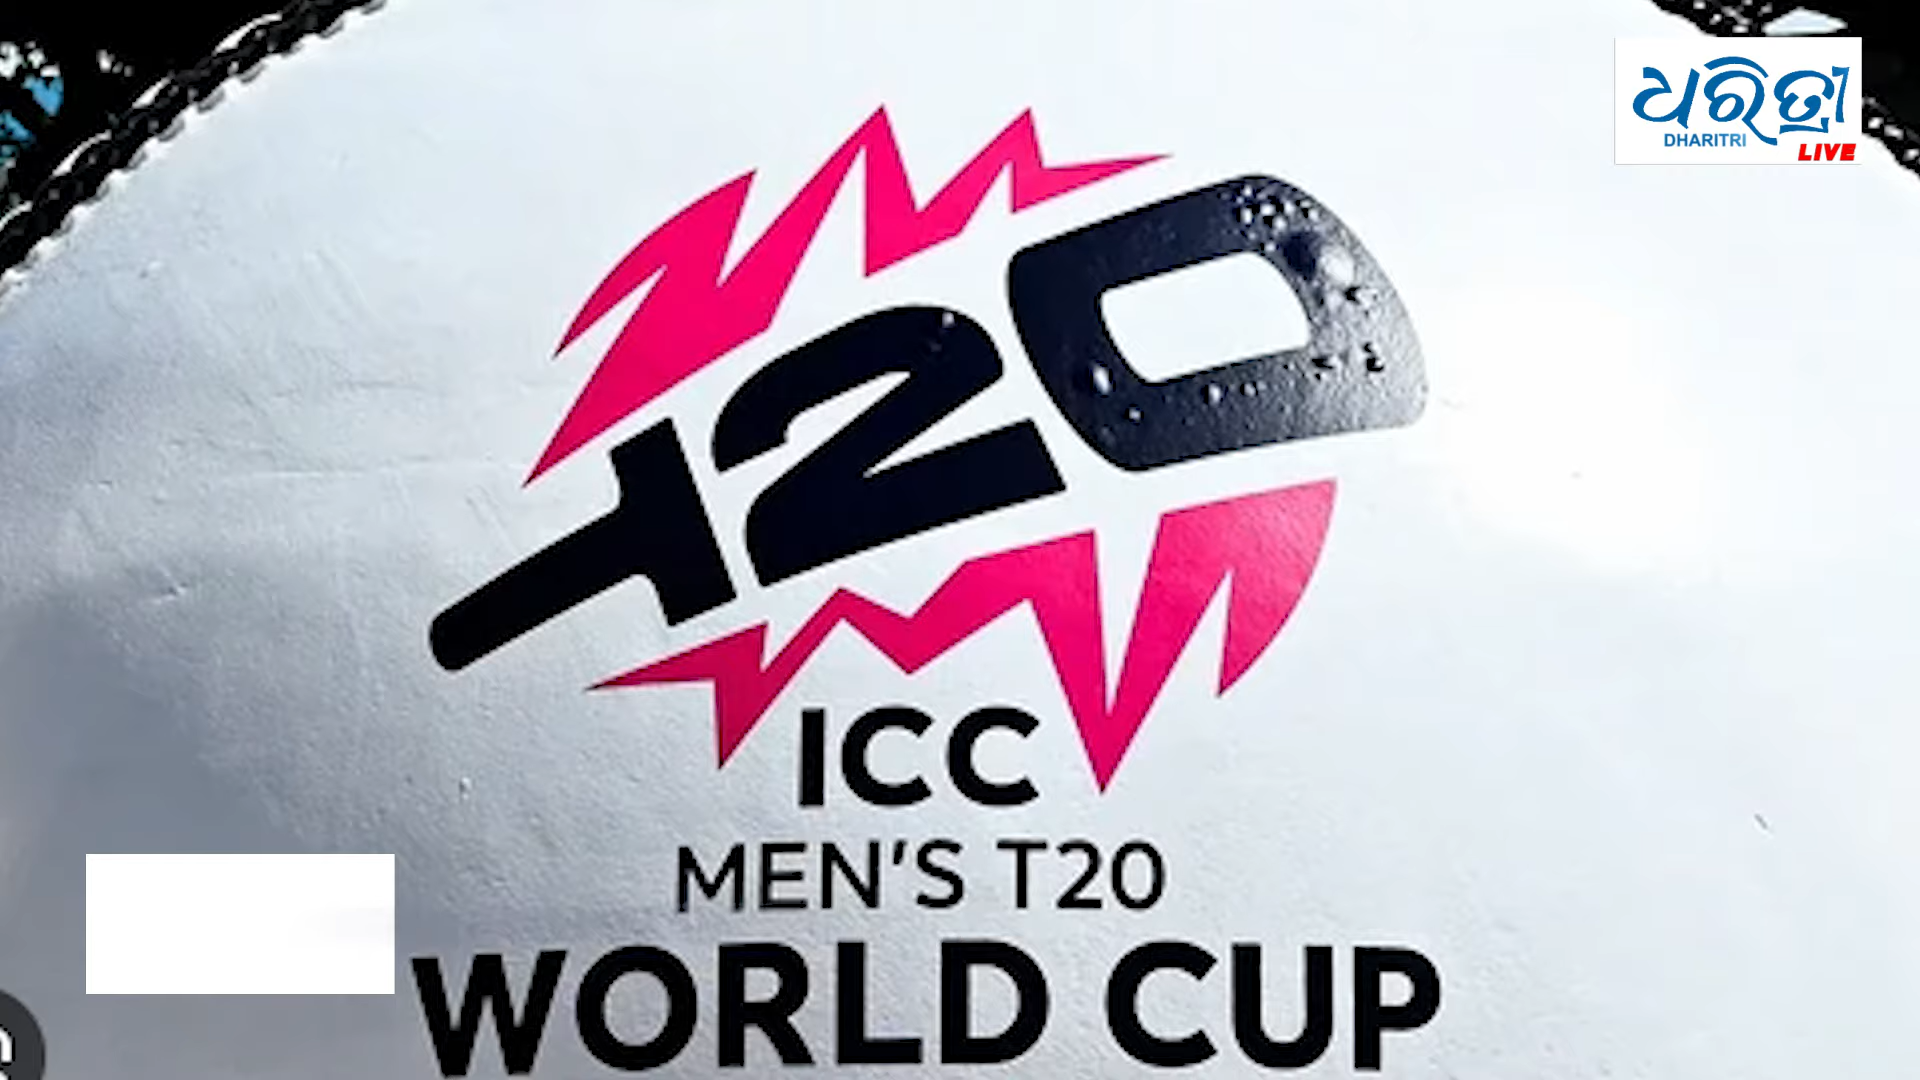 ଧରିତ୍ରୀ
DHARITRI
LIVE
T20
ICC
MEN'S T20
WORLD CUP